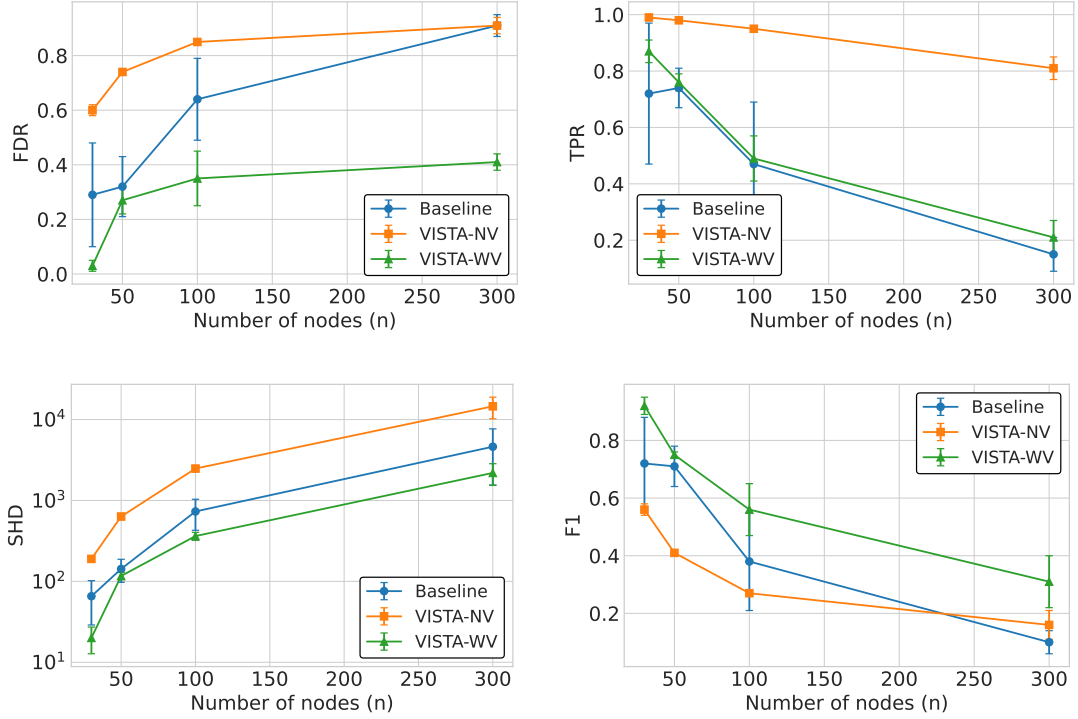 0.8
0.6
0.4
0.2
0.0
FDR
50 100 150 200 250 300
Number of nodes (n)
Baseline
VISTA-NV
VISTA-WV
1.0
0.8
0.6
0.4
0.2
TPR
50 100 150 200 250 300
Number of nodes (n)
Baseline
VISTA-NV
VISTA-WV
10⁴
10³
10²
10¹
SHD
50 100 150 200 250 300
Number of nodes (n)
Baseline
VISTA-NV
VISTA-WV
0.8
0.6
0.4
0.2
F1
50 100 150 200 250 300
Number of nodes (n)
Baseline
VISTA-NV
VISTA-WV